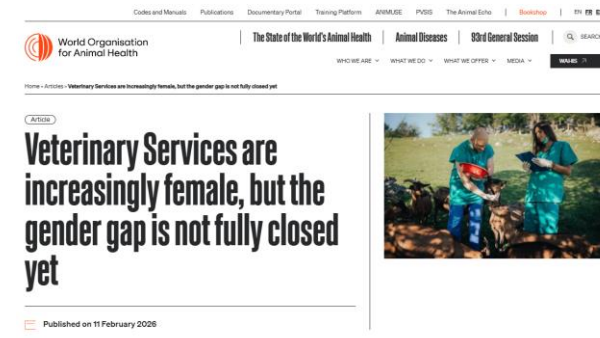 Codes and Manuals Publications Documentary Portal Training Platform ANIMUSE PVSIS The Animal Echo Bookshop EN
World Organisation
for Animal Health
The State of the World's Animal Health Animal Diseases 93rd General Session SEARCH
WHO WE ARE WHAT WE DO WHAT WE OFFER MEDIA WAHIS
Home » Articles » Veterinary Services are increasingly female, but the gender gap is not fully closed yet
Article
Veterinary Services are
increasingly female, but the
gender gap is not fully closed
yet
Published on 11 February 2026